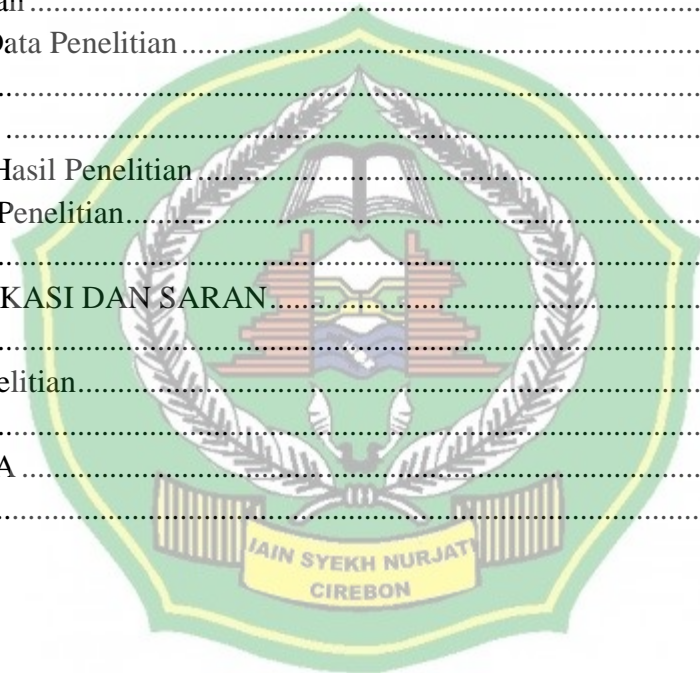 an ................................................................
Data Penelitian ................................................................
................................................................
................................................................
Hasil Penelitian ................................................................
Penelitian ................................................................
................................................................
KASI DAN SARAN ................................................................
................................................................
elitian ................................................................
................................................................
A ................................................................
................................................................
IAIN SYEKH NURJATI
CIREBON